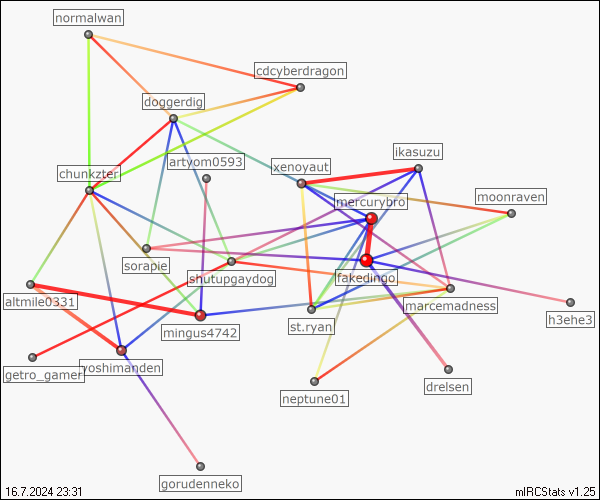 normalwan
cdcyberdragon
doggerdig
ikasuzu
artyom0593
xenoyaut
chunkzter
moonraven
mercurybro
sorapie
shutupgaydog
fakedingo
altmile0331
marcemadness
h3ehe3
mingus4742
st.ryan
getro_gamer
yoshimanden
drelsen
neptune01
gorudenneko
16.7.2024 23:31
mIRCStats v1.25